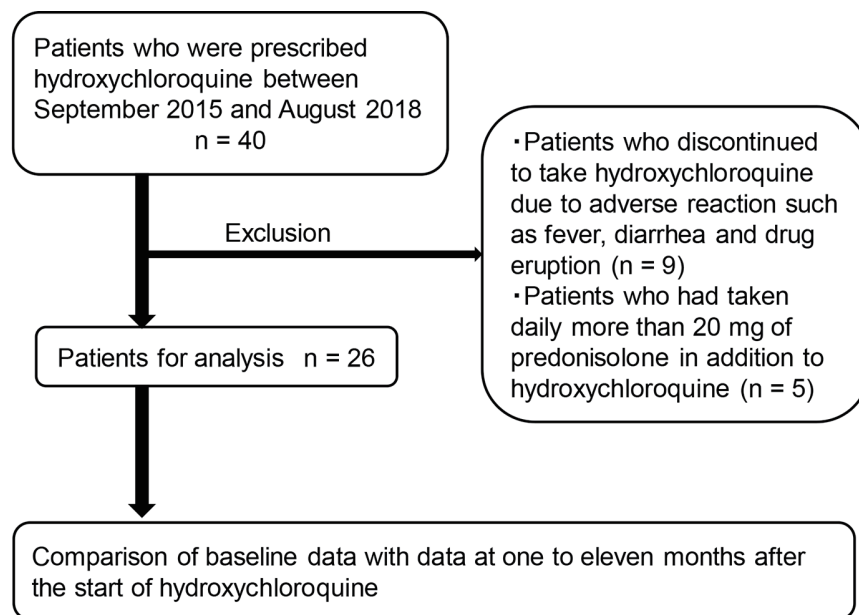 Patients who were prescribed
hydroxychloroquine between
September 2015 and August 2018
n = 40
Exclusion
・Patients who discontinued
to take hydroxychloroquine
due to adverse reaction such
as fever, diarrhea and drug
eruption (n = 9)
・Patients who had taken
daily more than 20 mg of
predonisolone in addition to
hydroxychloroquine (n = 5)
Patients for analysis n = 26
Comparison of baseline data with data at one to eleven months after
the start of hydroxychloroquine